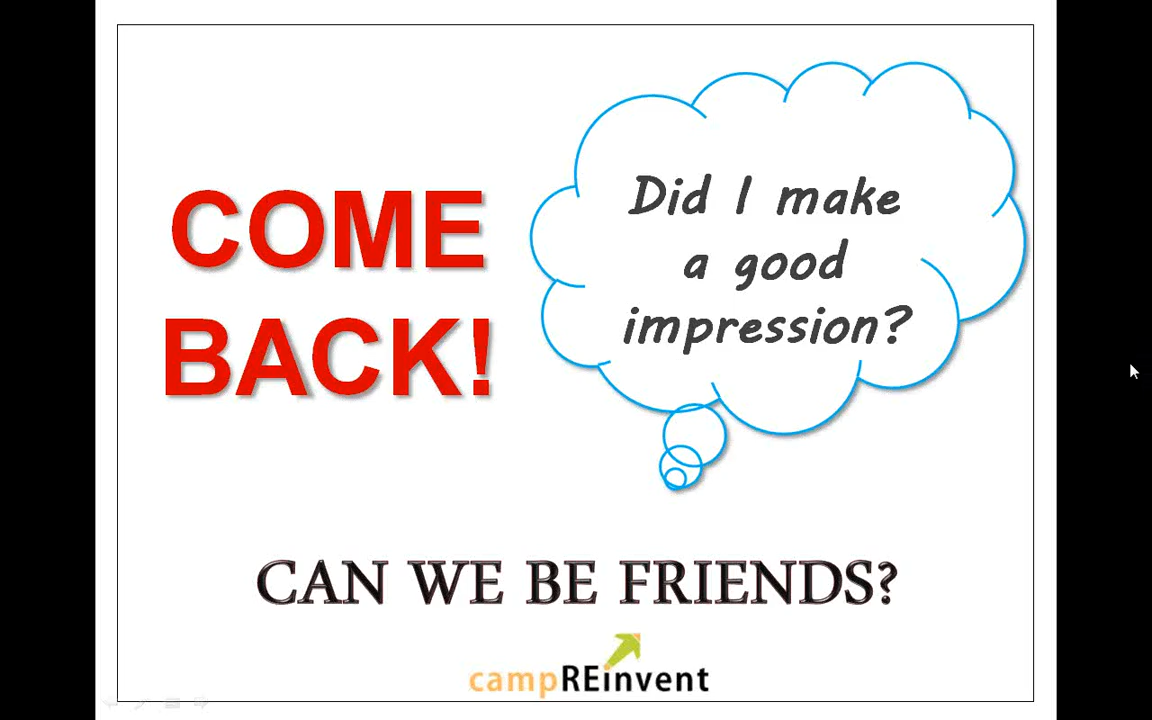 COME
BACK!
Did I make
a good
impression?
CAN WE BE FRIENDS?
campREinvent